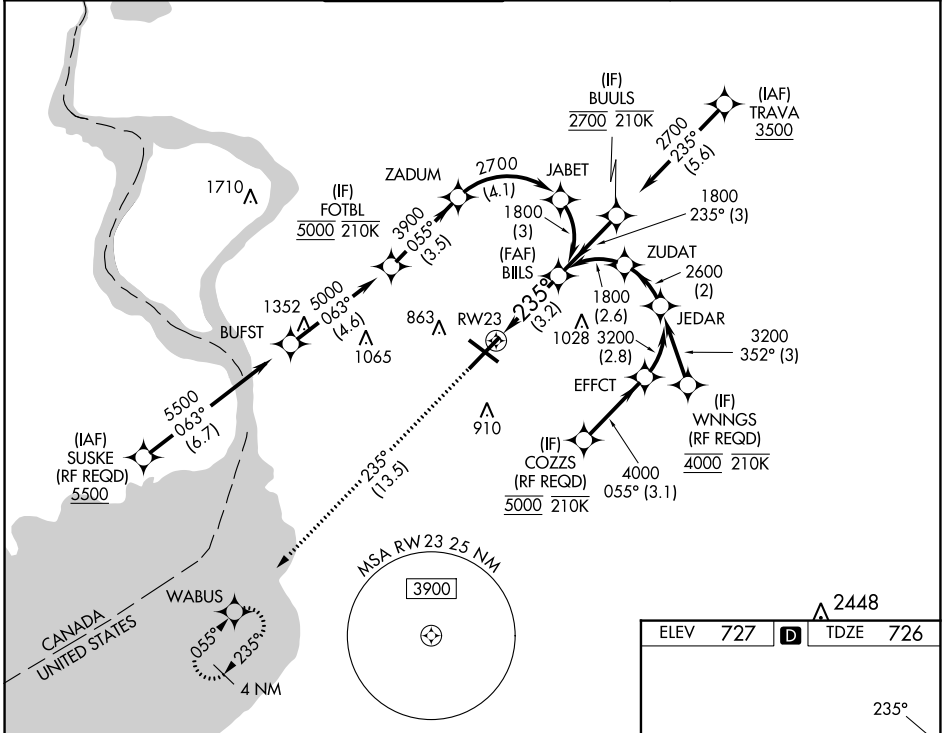 (IF)
BUULS
2700 210K
(IAF)
TRAVA
3500
2700
235°
(5.6)
ZADUM
2700
(4.1)
JABET
1710
(IF)
FOTBL
5000 210K
3900
055°
(3.5)
1800
(3)
1800
235° (3)
(FAF)
BIILS
ZUDAT
2600
(2)
1800
(2.6)
JEDAR
1352
5000
063°
(4.6)
BUFST
1065
863
RW23
235°
(3.2)
1028
3200
(2.8)
3200
352° (3)
EFFCT
5500
063°
(6.7)
(IAF)
SUSKE
(RF REQD)
5500
910
(IF)
COZZS
(RF REQD)
5000 210K
4000
055° (3.1)
(IF)
WNNGS
(RF REQD)
4000 210K
235°
(13.5)
MSA RW 23 25 NM
3900
WABUS
055°
235°
4 NM
CANADA
UNITED STATES
2448
ELEV 727 D TDZE 726
235°